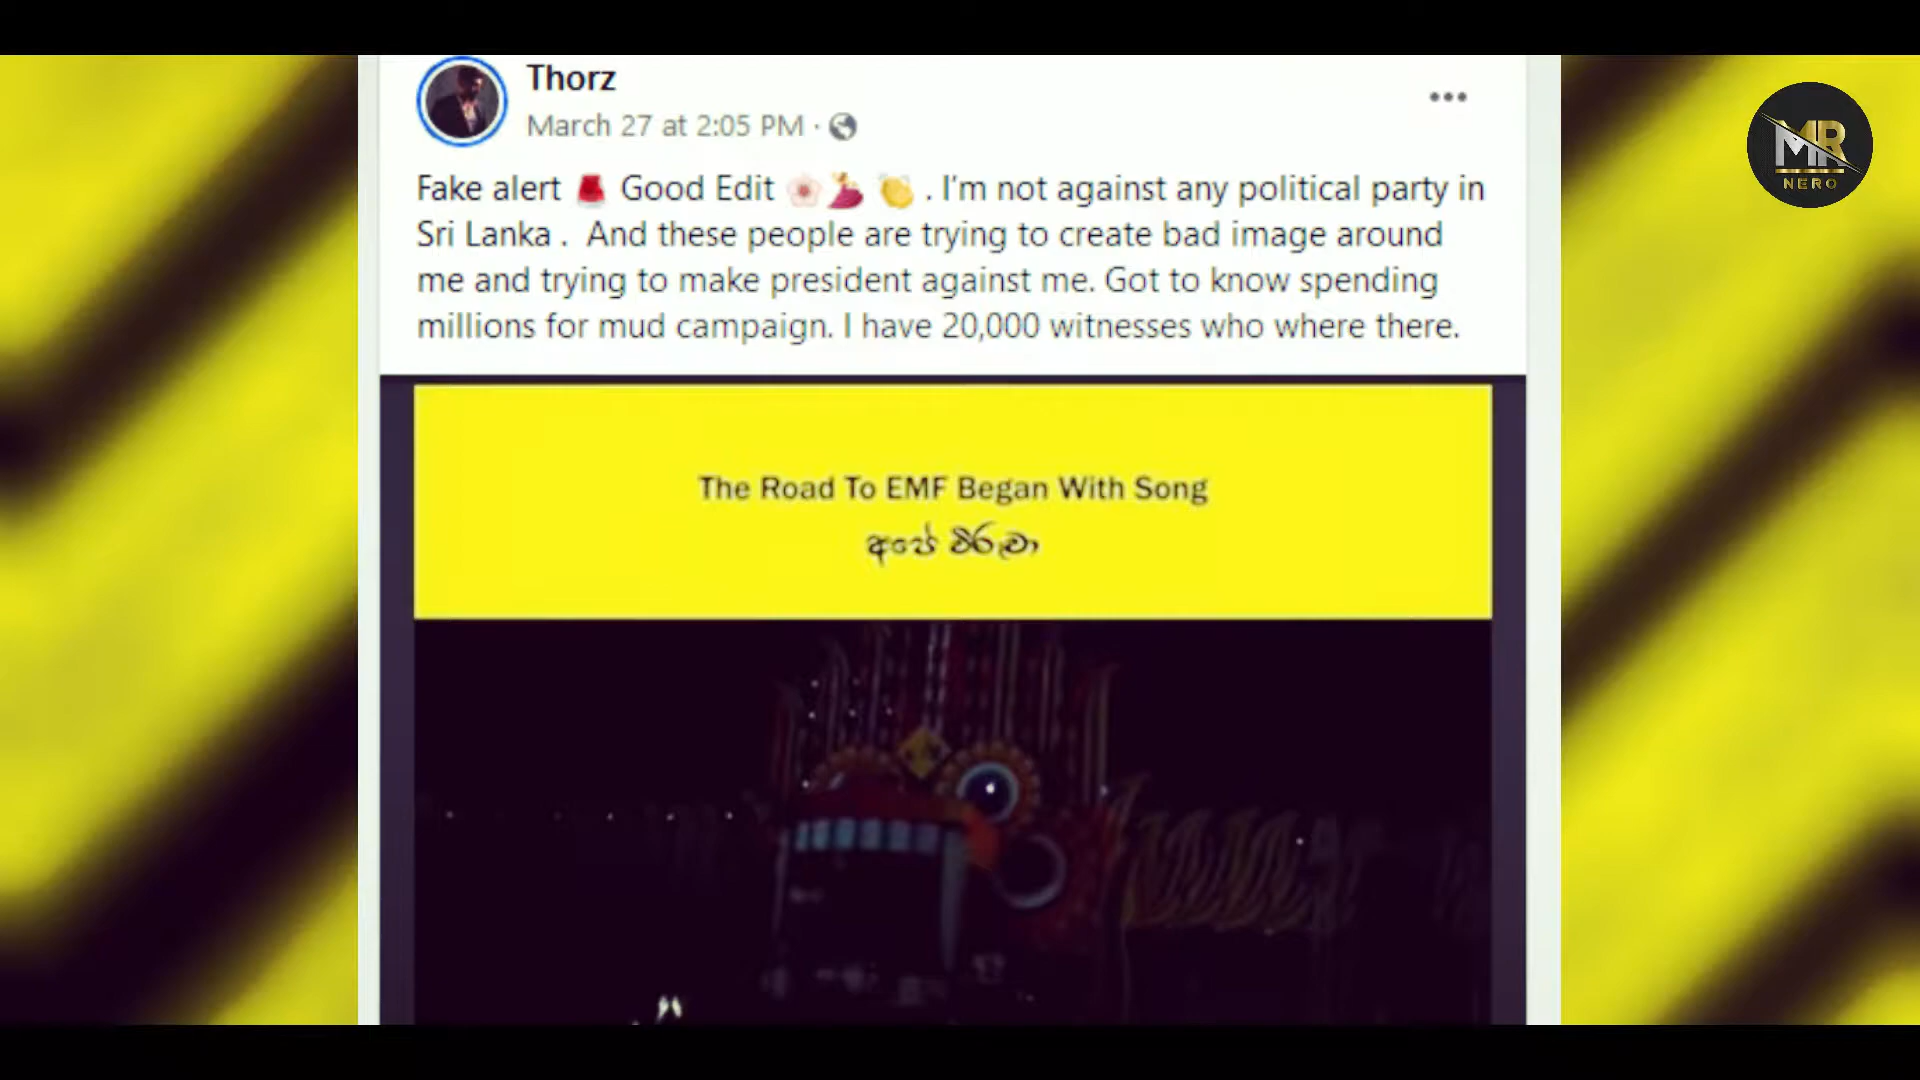 Thorz
March 27 at 2:05 PM ·
Fake alert 🚨 Good Edit 🌸💃 👏 . I'm not against any political party in
Sri Lanka . And these people are trying to create bad image around
me and trying to make president against me. Got to know spending
millions for mud campaign. I have 20,000 witnesses who where there.
The Road To EMF Began With Song
අපේ විරුවා
MR
NERO